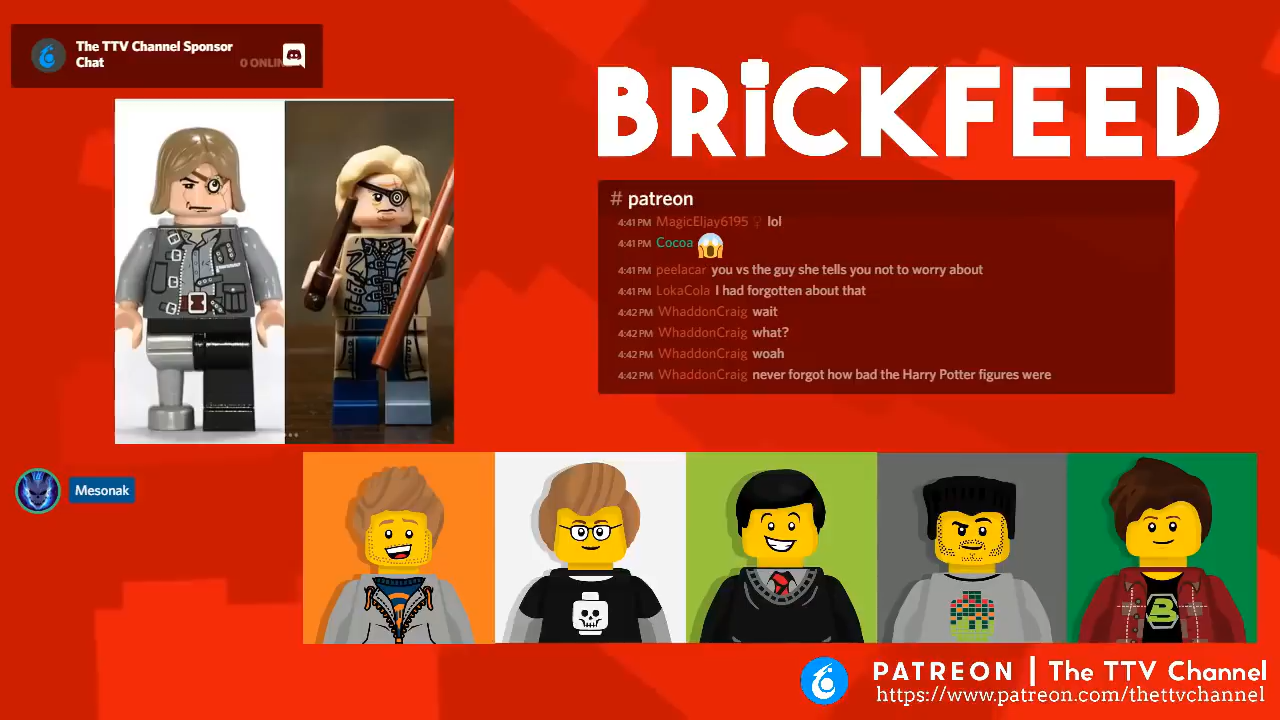 The TTV Channel Sponsor
Chat
0 ONLIN
BRiCKFEED
# patreon
4:41 PM MagicEljay6195 lol
4:41 PM Cocoa 😱
4:41 PM peelacar you vs the guy she tells you not to worry about
4:41 PM LokaCola I had forgotten about that
4:42 PM WhaddonCraig wait
4:42 PM WhaddonCraig what?
4:42 PM WhaddonCraig woah
4:42 PM WhaddonCraig never forgot how bad the Harry Potter figures were
Mesonak
B
PATREON | The TTV Channel
https://www.patreon.com/thettvchannel